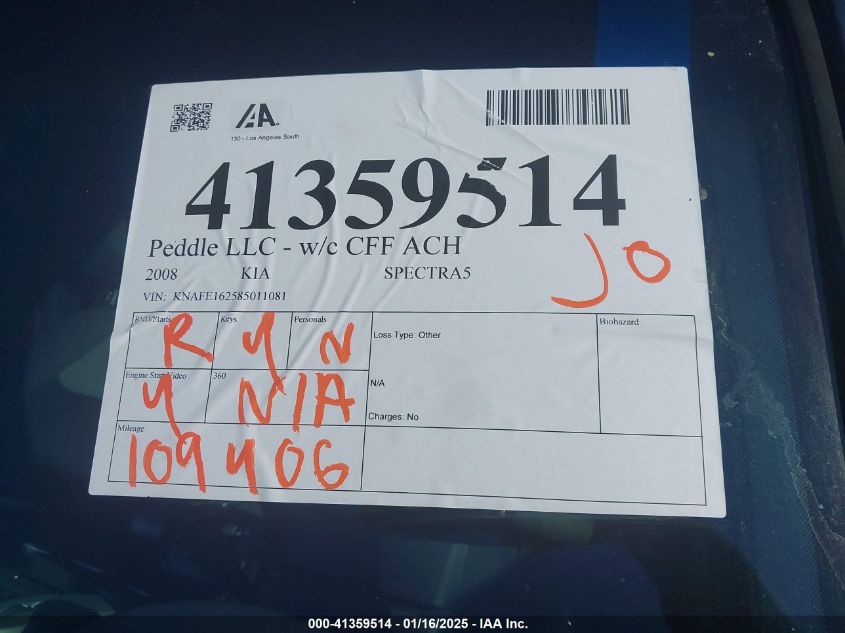 IAA
130 - Los Angeles South
41359514
Peddle LLC - w/c CFF ACH
2008 KIA SPECTRA5
JO
VIN: KNAFE162585011081
RND/Starts Keys Personals
R Y N
Loss Type Other
Biohazard
Engine Start Video 360
Y N/A
N/A
Charges: No
Mileage
109406
000-41359514 - 01/16/2025 - IAA Inc.